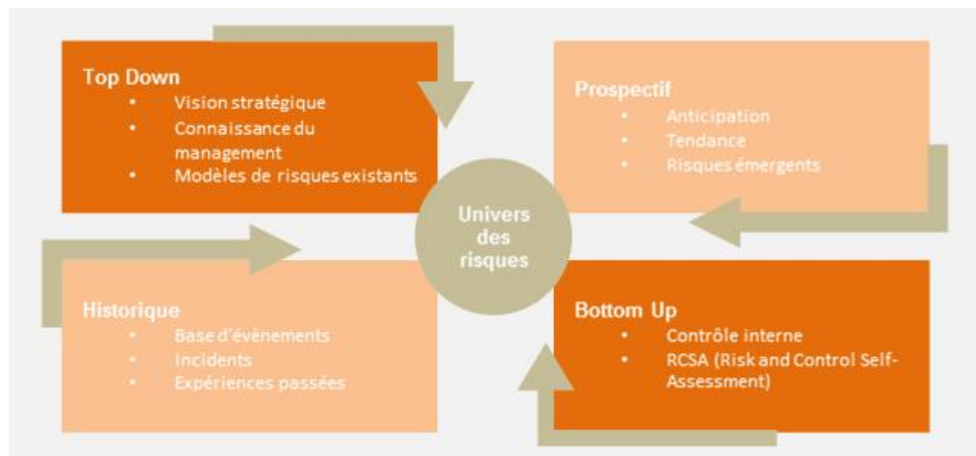 Top Down
• Vision stratégique
• Connaissance du
management
• Modèles de risques existants
Prospectif
• Anticipation
• Tendance
• Risques émergents
Univers
des
risques
Historique
• Base d'évènements
• Incidents
• Expériences passées
Bottom Up
• Contrôle interne
• RCSA (Risk and Control Self-
Assessment)